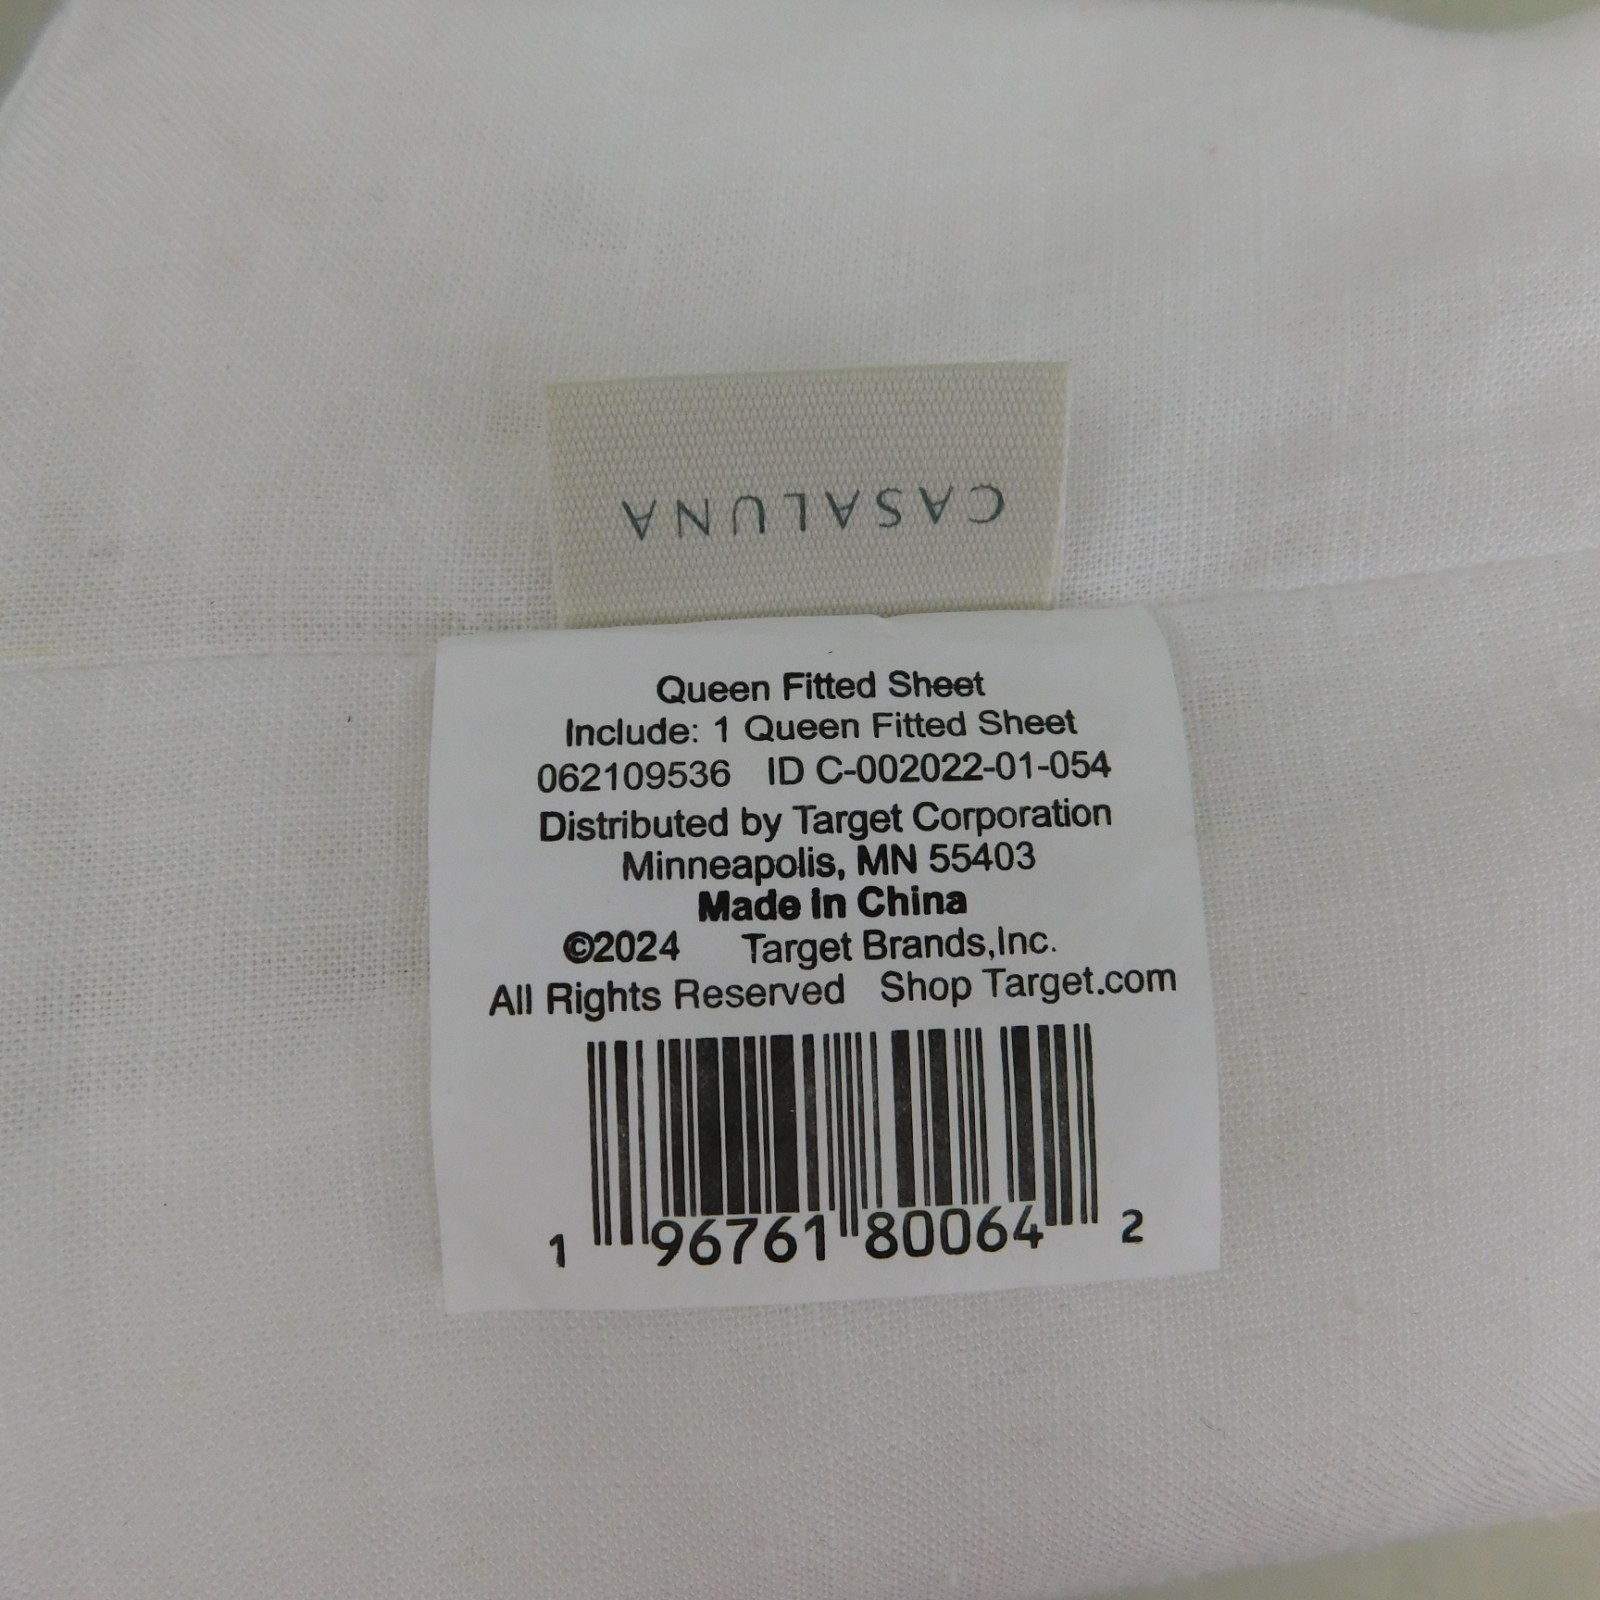 CASALUNA
Queen Fitted Sheet
Include: 1 Queen Fitted Sheet
062109536 ID C-002022-01-054
Distributed by Target Corporation
Minneapolis, MN 55403
Made in China
©2024 Target Brands,Inc.
All Rights Reserved Shop Target.com
1 96761 80064 2